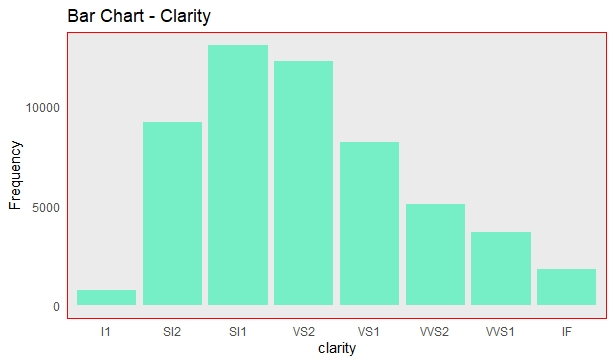 Bar Chart - Clarity
10000
5000
0
Frequency
I1 SI2 SI1 VS2 VS1 VVS2 VVS1 IF
clarity